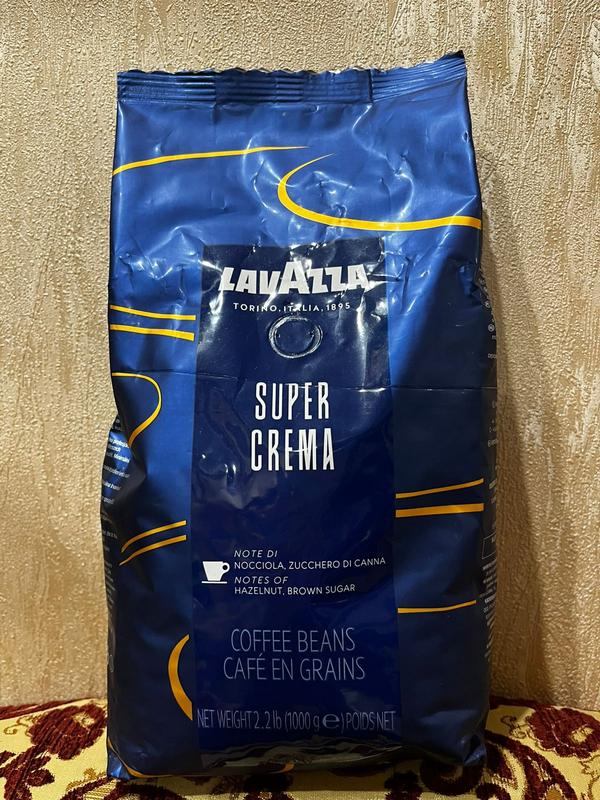 LAVAZZA
TORINO, ITALIA, 1895
SUPER
CREMA
NOTE DI
NOCCIOLA, ZUCCHERO DI CANNA
NOTES OF
HAZELNUT, BROWN SUGAR
COFFEE BEANS
CAFÉ EN GRAINS
NET WEIGHT 2.2 lb (1000 g ℮) POIDS NET